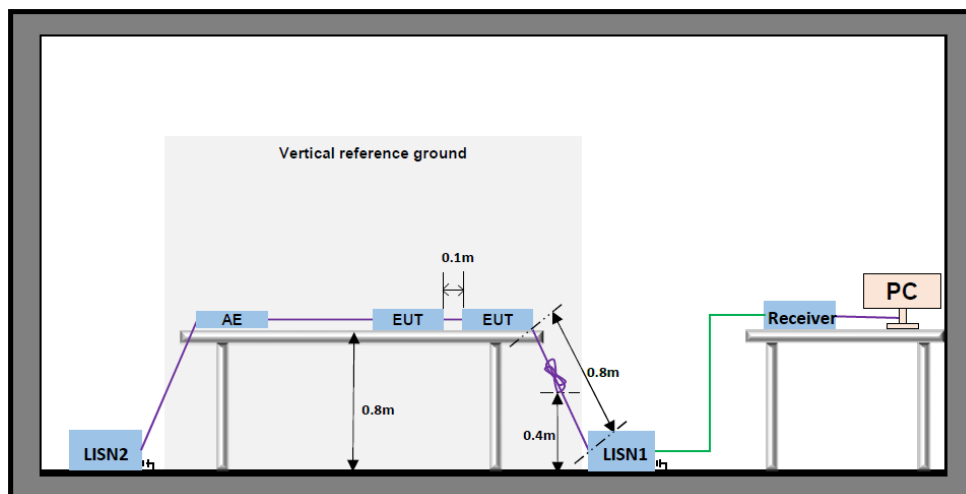 Vertical reference ground
0.1m
AE
EUT
EUT
Receiver
PC
0.8m
0.8m
0.4m
LISN2
LISN1